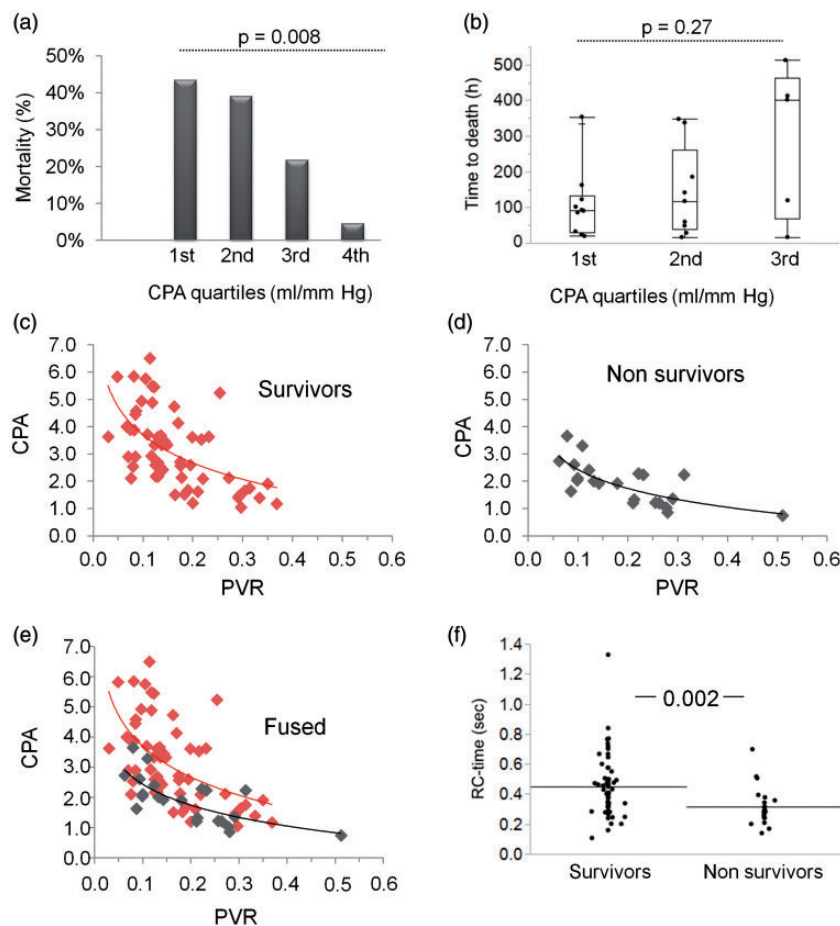 (a)
p = 0.008
50%
40%
30%
20%
10%
0%
Mortality (%)
1st 2nd 3rd 4th
CPA quartiles (ml/mm Hg)
(b)
p = 0.27
500
400
300
200
100
0
Time to death (h)
1st 2nd 3rd
CPA quartiles (ml/mm Hg)
(c)
7.0
6.0
5.0
4.0
3.0
2.0
1.0
0.0
CPA
Survivors
0.0 0.1 0.2 0.3 0.4 0.5 0.6
PVR
(d)
7.0
6.0
5.0
4.0
3.0
2.0
1.0
0.0
CPA
Non survivors
0.0 0.1 0.2 0.3 0.4 0.5 0.6
PVR
(e)
7.0
6.0
5.0
4.0
3.0
2.0
1.0
0.0
CPA
Fused
0.0 0.1 0.2 0.3 0.4 0.5 0.6
PVR
(f)
1.4
1.2
1.0
0.8
0.6
0.4
0.2
0.0
RC-time (sec)
0.002
Survivors Non survivors